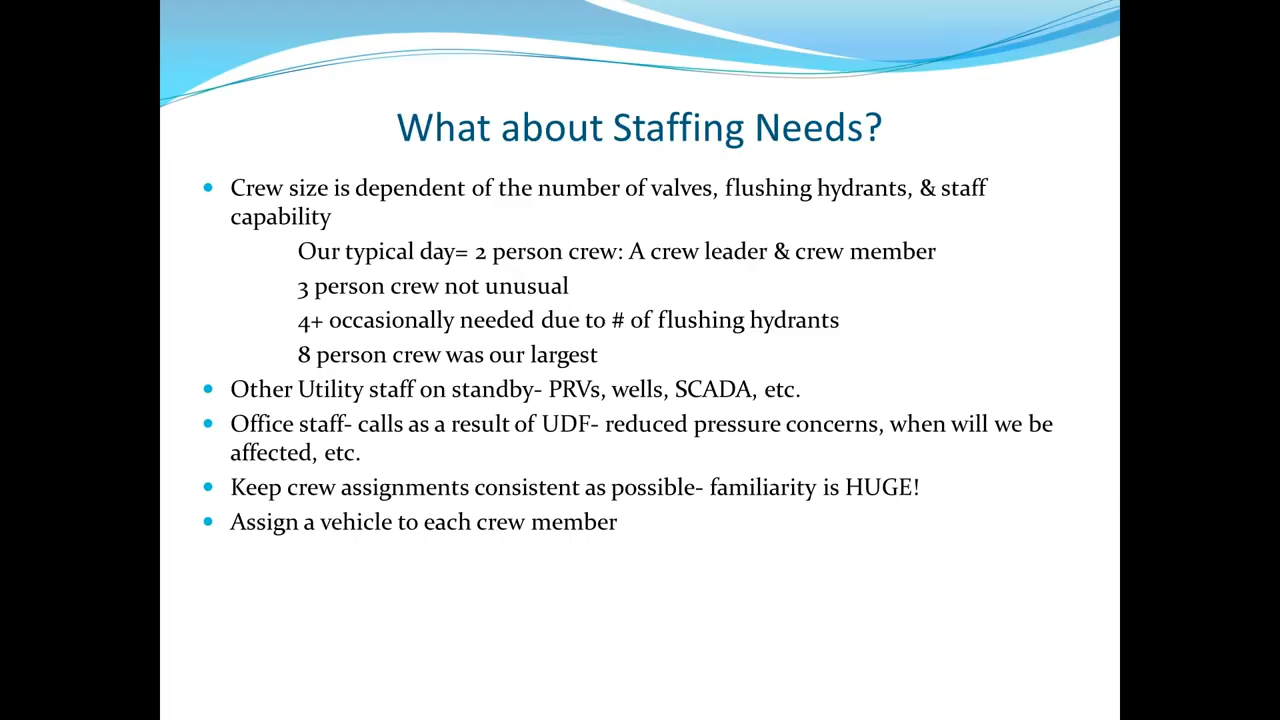 What about Staffing Needs?
• Crew size is dependent of the number of valves, flushing hydrants, & staff
capability
Our typical day= 2 person crew: A crew leader & crew member
3 person crew not unusual
4+ occasionally needed due to # of flushing hydrants
8 person crew was our largest
• Other Utility staff on standby- PRVs, wells, SCADA, etc.
• Office staff- calls as a result of UDF- reduced pressure concerns, when will we be
affected, etc.
• Keep crew assignments consistent as possible- familiarity is HUGE!
• Assign a vehicle to each crew member